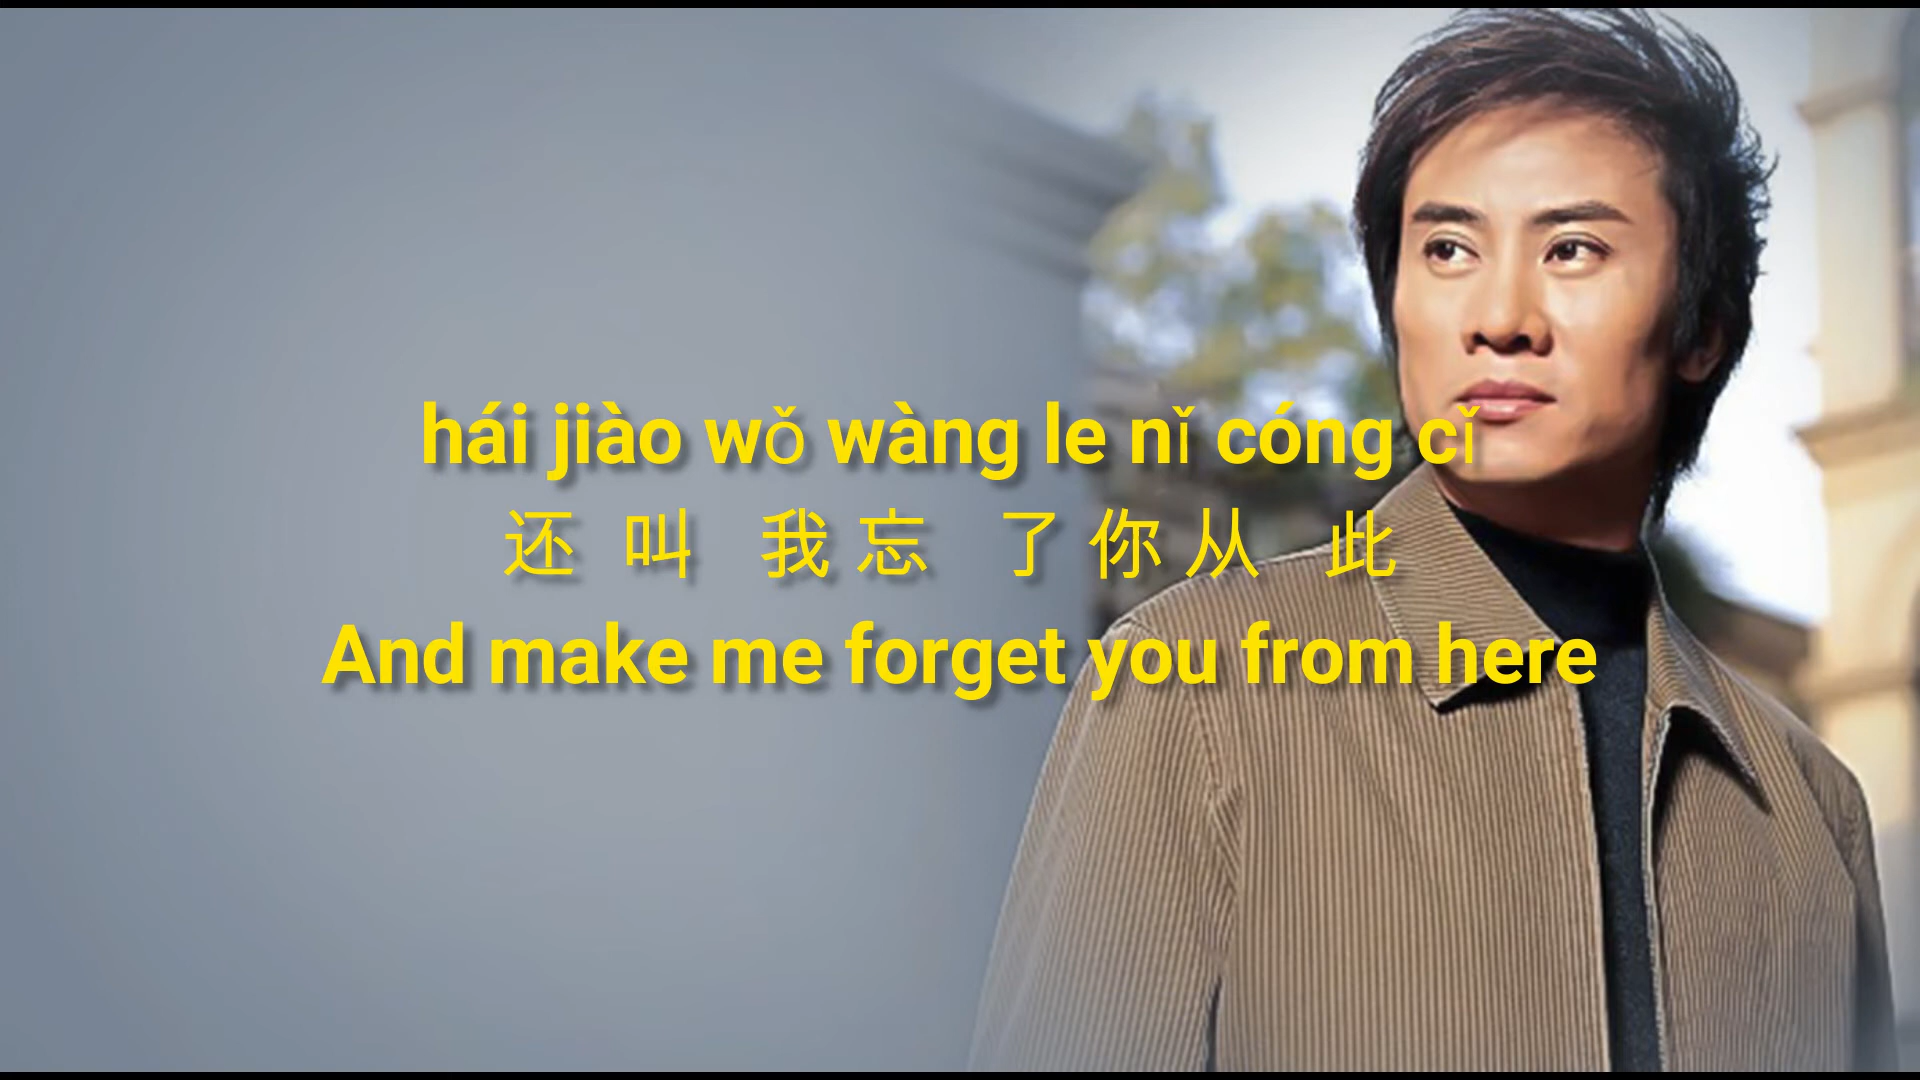 hái jiào wǒ wàng le nǐ cóng cǐ
还 叫 我 忘 了 你 从 此
And make me forget you from here